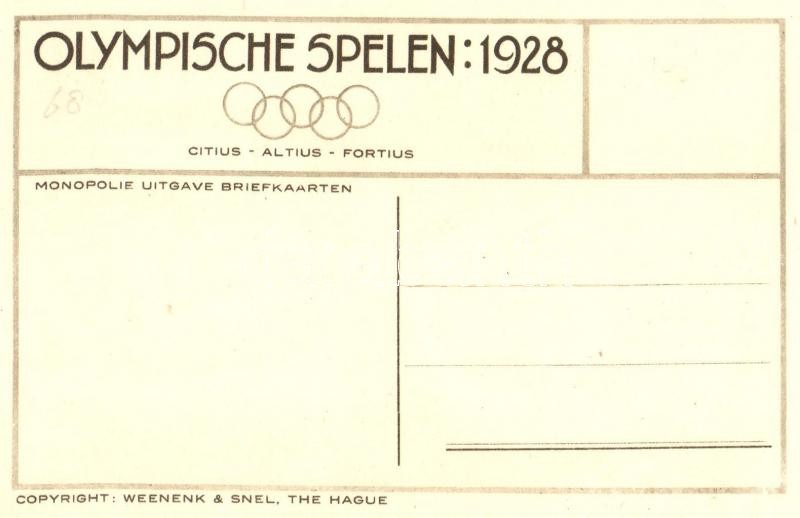 OLYMPISCHE SPELEN: 1928
68
CITIUS - ALTIUS - FORTIUS
MONOPOLIE UITGAVE BRIEFKAARTEN
COPYRIGHT: WEENENK & SNEL, THE HAGUE